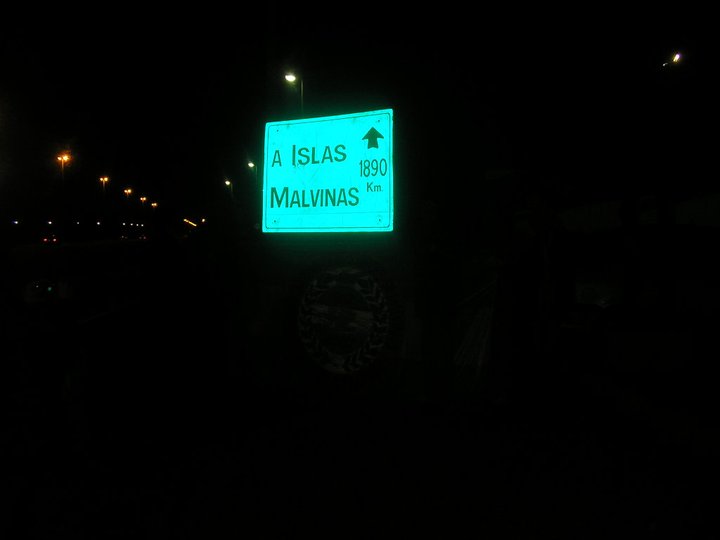 A ISLAS
MALVINAS
1890
Km.